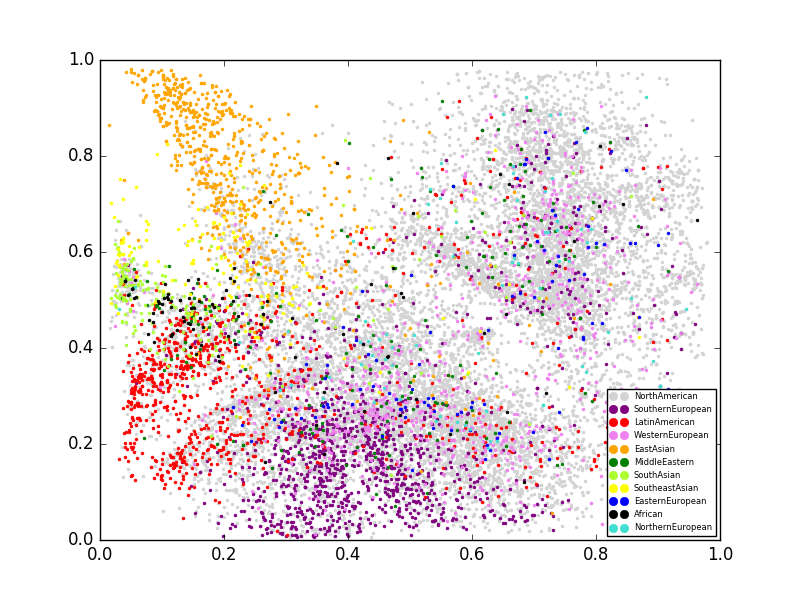 1.0
0.8
0.6
0.4
0.2
0.0
0.0 0.2 0.4 0.6 0.8 1.0
NorthAmerican
SouthernEuropean
LatinAmerican
WesternEuropean
EastAsian
MiddleEastern
SouthAsian
SoutheastAsian
EasternEuropean
African
NorthernEuropean